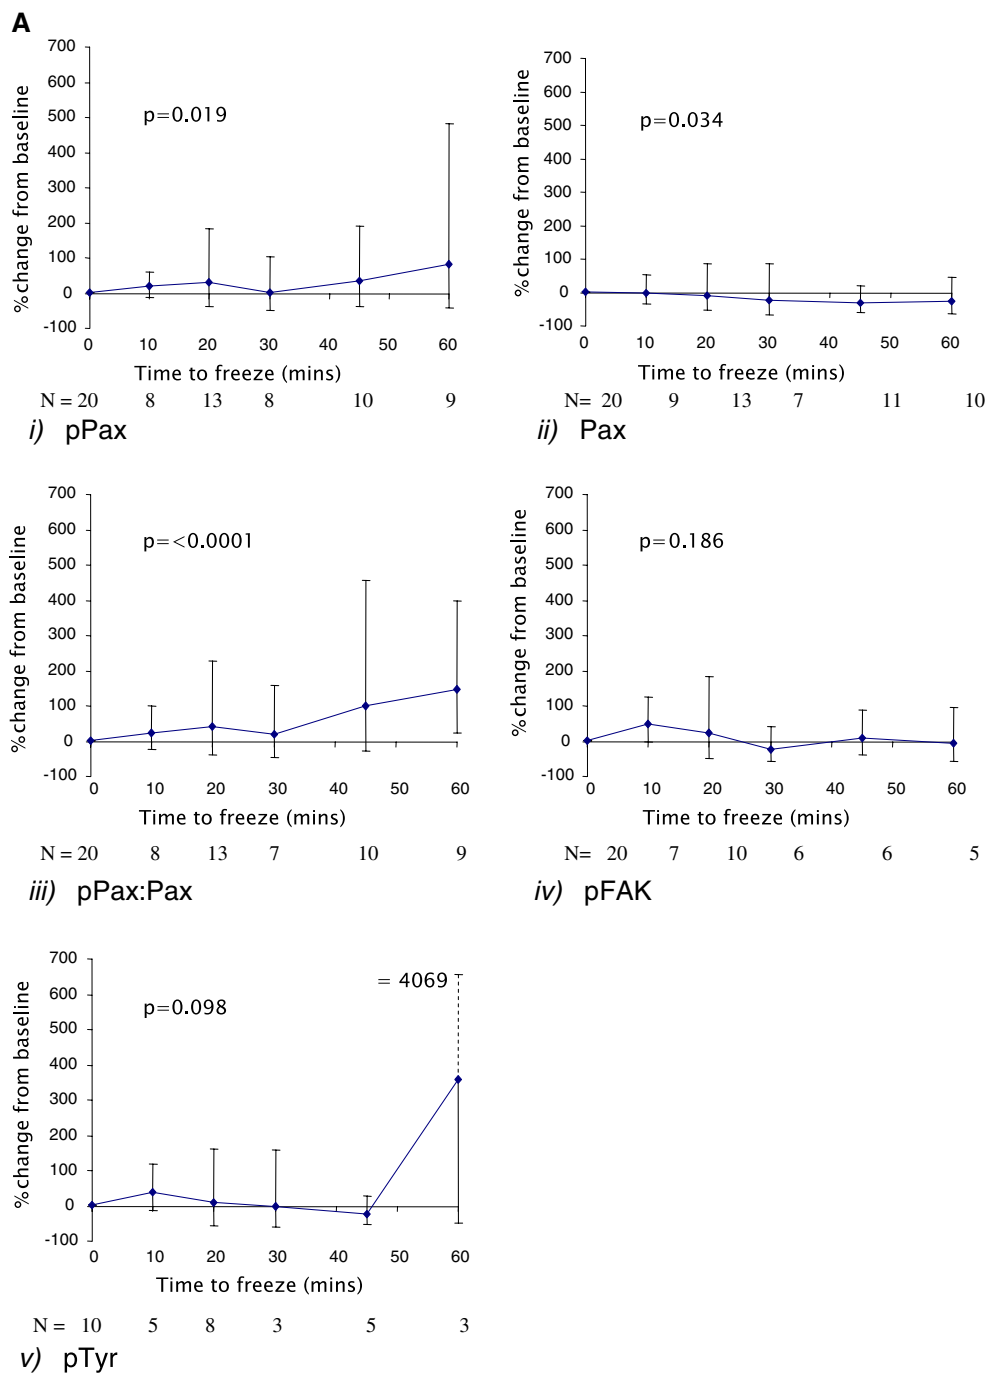 A
700
600
500
400
300
200
100
0
-100
%change from baseline
p=0.019
0 10 20 30 40 50 60
Time to freeze (mins)
N = 20 8 13 8 10 9
i) pPax
700
600
500
400
300
200
100
0
-100
%change from baseline
p=0.034
0 10 20 30 40 50 60
Time to freeze (mins)
N= 20 9 13 7 11 10
ii) Pax
700
600
500
400
300
200
100
0
-100
%change from baseline
p=<0.0001
0 10 20 30 40 50 60
Time to freeze (mins)
N = 20 8 13 7 10 9
iii) pPax:Pax
700
600
500
400
300
200
100
0
-100
%change from baseline
p=0.186
0 10 20 30 40 50 60
Time to freeze (mins)
N= 20 7 10 6 6 5
iv) pFAK
700
600
500
400
300
200
100
0
-100
%change from baseline
= 4069
p=0.098
0 10 20 30 40 50 60
Time to freeze (mins)
N = 10 5 8 3 5 3
v) pTyr